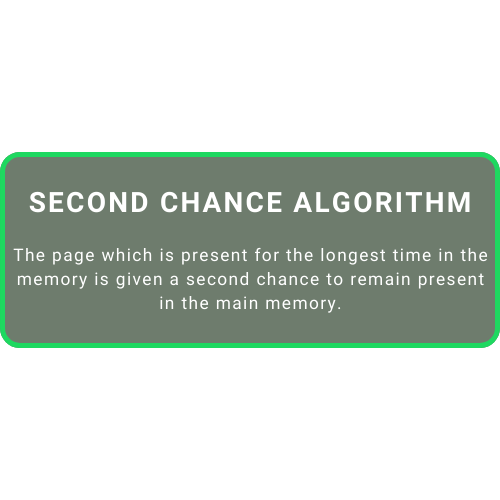 SECOND CHANCE ALGORITHM
The page which is present for the longest time in the
memory is given a second chance to remain present
in the main memory.